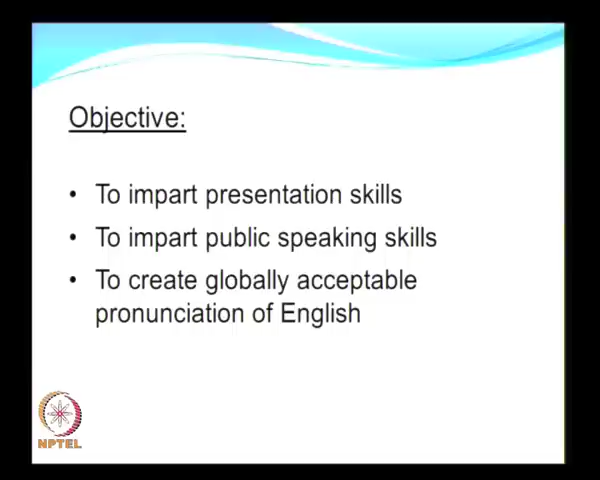 Objective:
• To impart presentation skills
• To impart public speaking skills
• To create globally acceptable
pronunciation of English
NPTEL